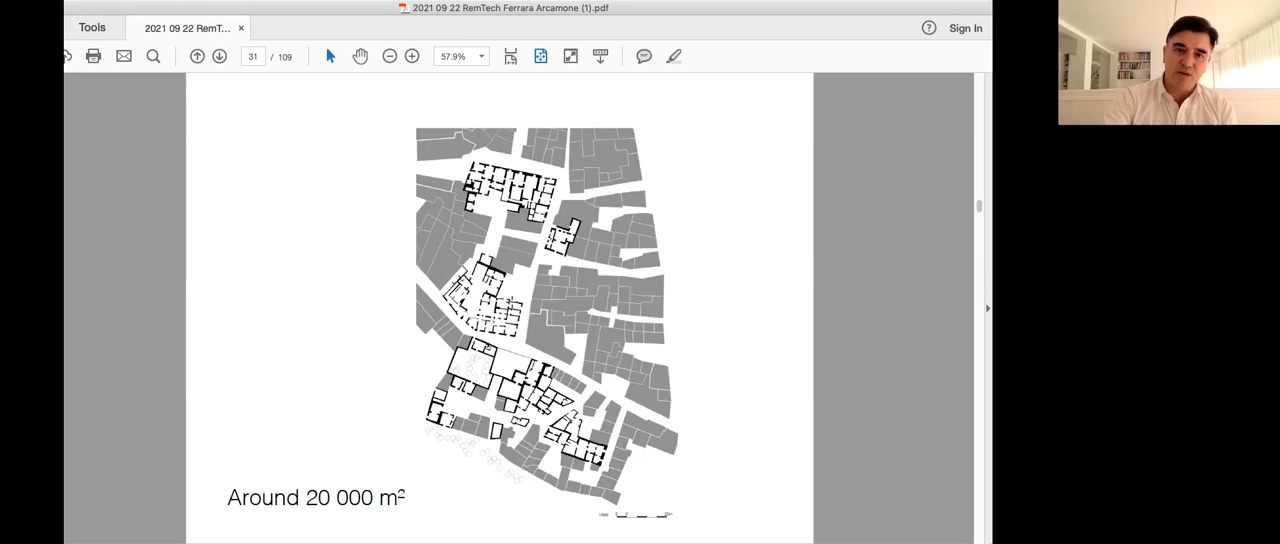 2021 09 22 RemTech Ferrara Arcamone (1).pdf
Tools
2021 09 22 RemT... ×
? Sign In
31 / 109
57.9%
Around 20 000 m²